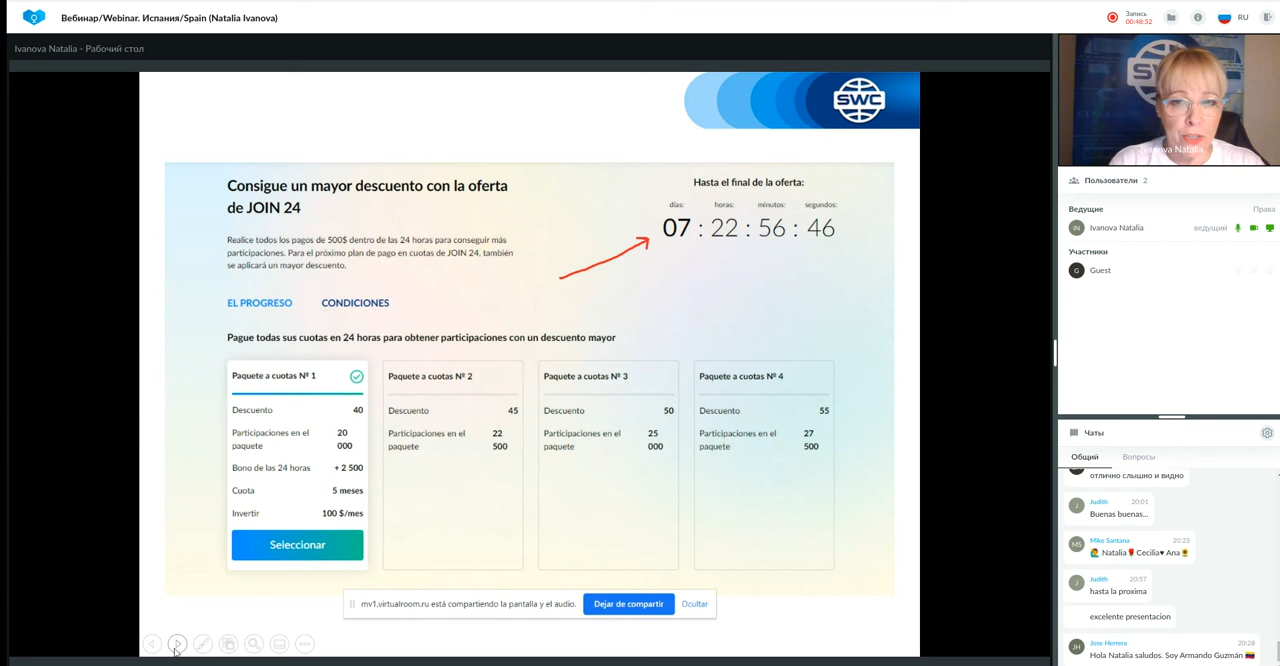 Вебинар/Webinar. Испания/Spain (Natalia Ivanova)
Запись
00:48:52
RU
Ivanova Natalia - Рабочий стол
SWC
Consigue un mayor descuento con la oferta
de JOIN 24
Realice todos los pagos de 500$ dentro de las 24 horas para conseguir más
participaciones. Para el próximo plan de pago en cuotas de JOIN 24, también
se aplicará un mayor descuento.
Hasta el final de la oferta:
días: horas: minutos: segundos:
07 : 22 : 56 : 46
EL PROGRESO CONDICIONES
Pague todas sus cuotas en 24 horas para obtener participaciones con un descuento mayor
Paquete a cuotas Nº 1
Descuento 40
Participaciones en el paquete 20 000
Bono de las 24 horas + 2 500
Cuota 5 meses
Invertir 100 $/mes
Seleccionar
Paquete a cuotas Nº 2
Descuento 45
Participaciones en el paquete 22 500
Paquete a cuotas Nº 3
Descuento 50
Participaciones en el paquete 25 000
Paquete a cuotas Nº 4
Descuento 55
Participaciones en el paquete 27 500
mv1.virtualroom.ru está compartiendo la pantalla y el audio.
Dejar de compartir
Ocultar
SWC
Ivanova Natalia
Пользователи 2
Ведущие Права
IN Ivanova Natalia ведущий
Участники
G Guest
Чаты
Общий Вопросы
отлично слышно и видно
J Judith 20:01
Buenas buenas...
MS Mike Santana 20:23
🙋‍♂️ Natalia🌹Cecilia♥ Ana🌻
J Judith 20:57
hasta la proxima
excelente presentacion
JH Jose Herrera 20:28
Hola Natalia saludos. Soy Armando Guzmán 🇻🇪